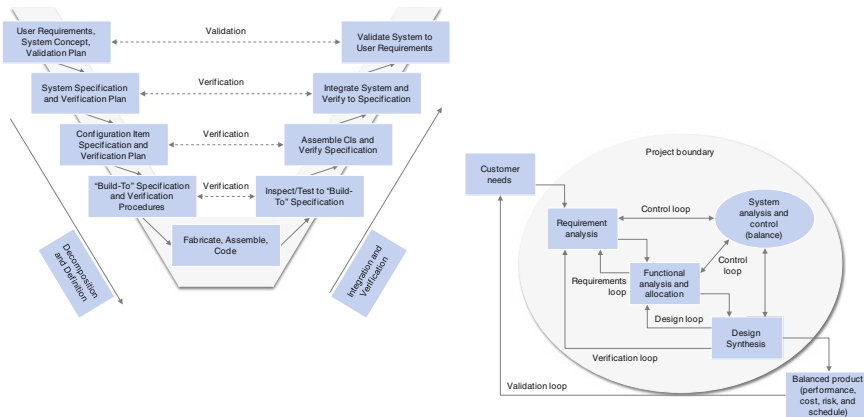 User Requirements,
System Concept,
Validation Plan
Validation
Validate System to
User Requirements
System Specification
and Verification Plan
Verification
Integrate System and
Verify to Specification
Configuration Item
Specification and
Verification Plan
Verification
Assemble CIs and
Verify Specification
“Build-To” Specification
and Verification
Procedures
Verification
Inspect/Test to “Build-
To” Specification
Fabricate, Assemble,
Code
Decomposition
and Definition
Integration and
Verification
Project boundary
Customer
needs
Requirement
analysis
Control loop
System
analysis and
control
(balance)
Control
loop
Requirements
loop
Functional
analysis and
allocation
Design loop
Design
Synthesis
Verification loop
Validation loop
Balanced product
(performance,
cost, risk, and
schedule)